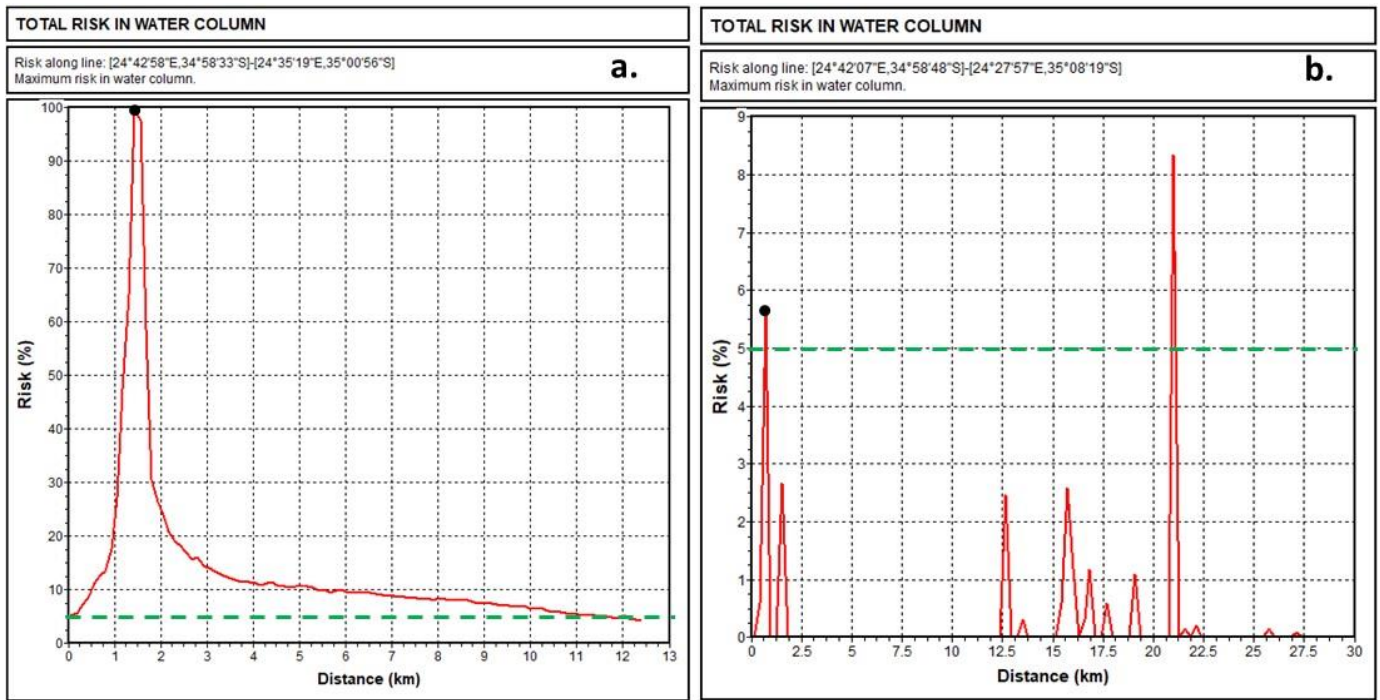 TOTAL RISK IN WATER COLUMN
Risk along line: [24°42'58"E,34°58'33"S]-[24°35'19"E,35°00'56"S]
Maximum risk in water column.
a.
100
90
80
70
60
50
40
30
20
10
0
Risk (%)
0 1 2 3 4 5 6 7 8 9 10 11 12 13
Distance (km)
TOTAL RISK IN WATER COLUMN
Risk along line: [24°42'07"E,34°58'48"S]-[24°27'57"E,35°08'19"S]
Maximum risk in water column.
b.
9
8
7
6
5
4
3
2
1
0
Risk (%)
0 2.5 5 7.5 10 12.5 15 17.5 20 22.5 25 27.5 30
Distance (km)